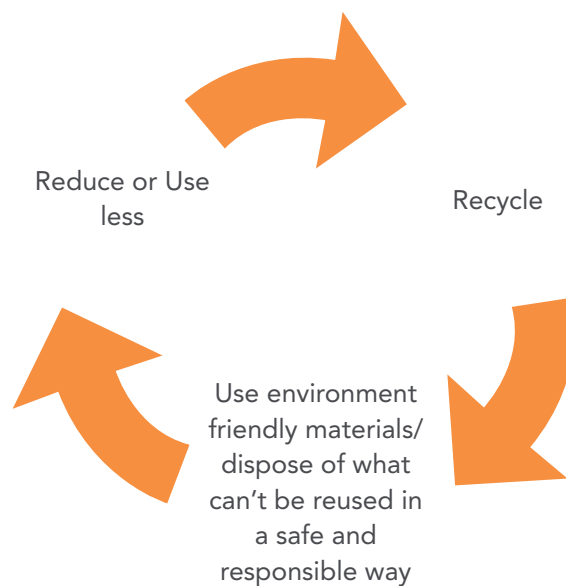 Reduce or Use
less
Recycle
Use environment
friendly materials/
dispose of what
can't be reused in
a safe and
responsible way